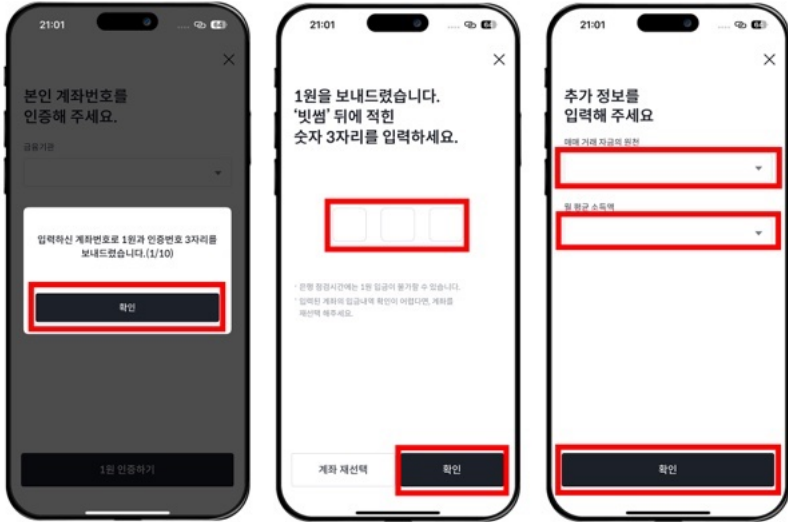 21:01
64
본인 계좌번호를
인증해 주세요.
금융기관
입력하신 계좌번호로 1원과 인증번호 3자리를
보내드렸습니다.(1/10)
확인
1원 인증하기
21:01
64
1원을 보내드렸습니다.
'빗썸' 뒤에 적힌
숫자 3자리를 입력하세요.
· 은행 점검시간에는 1원 입금이 불가할 수 있습니다.
· 입력된 계좌의 입금내역 확인이 어렵다면, 계좌를
재선택 해주세요.
계좌 재선택
확인
21:01
64
추가 정보를
입력해 주세요
매매 거래 자금의 원천
월 평균 소득액
확인